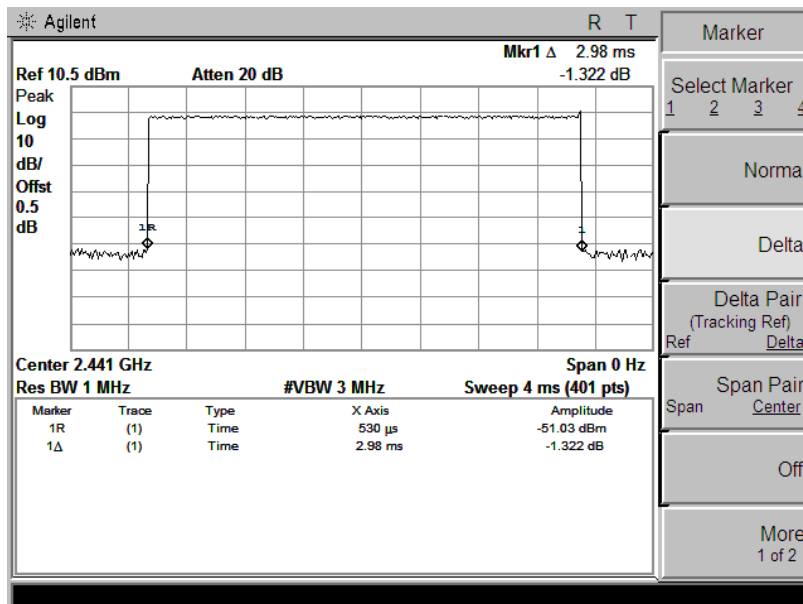 Agilent R T
Mkr1 Δ 2.98 ms
Ref 10.5 dBm Atten 20 dB -1.322 dB
Peak
Log
10
dB/
Offst
0.5
dB
1R
1
Center 2.441 GHz Span 0 Hz
Res BW 1 MHz #VBW 3 MHz Sweep 4 ms (401 pts)
Marker Trace Type X Axis Amplitude
1R (1) Time 530 µs -51.03 dBm
1Δ (1) Time 2.98 ms -1.322 dB
Marker
Select Marker
1 2 3 4
Norma
Delta
Delta Pair
(Tracking Ref)
Ref Delta
Span Pair
Span Center
Off
More
1 of 2